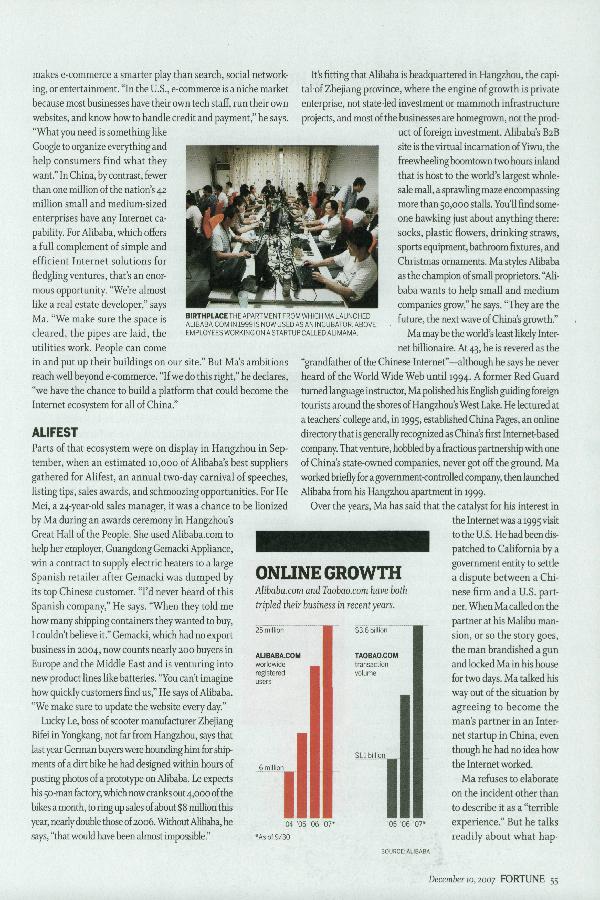 makes e-commerce a smarter play than search, social network-
ing, or entertainment. "In the U.S., e-commerce is a niche market
because most businesses have their own tech staff, run their own
websites, and know how to handle credit and payment," he says.
"What you need is something like
Google to organize everything and
help consumers find what they
want." In China, by contrast, fewer
than one million of the nation's 42
million small and medium-sized
enterprises have any Internet ca-
pability. For Alibaba, which offers
a full complement of simple and
efficient Internet solutions for
fledgling ventures, that's an enor-
mous opportunity. "We're almost
like a real estate developer," says
Ma. "We make sure the space is
cleared, the pipes are laid, the
utilities work. People can come
in and put up their buildings on our site." But Ma's ambitions
reach well beyond e-commerce. "If we do this right," he declares,
"we have the chance to build a platform that could become the
Internet ecosystem for all of China."
ALIFEST
Parts of that ecosystem were on display in Hangzhou in Sep-
tember, when an estimated 10,000 of Alibaba's best suppliers
gathered for Alifest, an annual two-day carnival of speeches,
listing tips, sales awards, and schmoozing opportunities. For He
Mei, a 24-year-old sales manager, it was a chance to be lionized
by Ma during an awards ceremony in Hangzhou's
Great Hall of the People. She used Alibaba.com to
help her employer, Guangdong Gemacki Appliance,
win a contract to supply electric heaters to a large
Spanish retailer after Gemacki was dumped by
its top Chinese customer. "I'd never heard of this
Spanish company," He says. "When they told me
how many shipping containers they wanted to buy,
I couldn't believe it." Gemacki, which had no export
business in 2004, now counts nearly 200 buyers in
Europe and the Middle East and is venturing into
new product lines like batteries. "You can't imagine
how quickly customers find us," He says of Alibaba.
"We make sure to update the website every day."
Lucky Le, boss of scooter manufacturer Zhejiang
Bifei in Yongkang, not far from Hangzhou, says that
last year German buyers were hounding him for ship-
ments of a dirt bike he had designed within hours of
posting photos of a prototype on Alibaba. Le expects
his 50-man factory, which now cranks out 4,000 of the
bikes a month, to ring up sales of about $8 million this
year, nearly double those of 2006. Without Alibaba, he
says, "that would have been almost impossible."
BIRTHPLACE THE APARTMENT FROM WHICH MA LAUNCHED
ALIBABA.COM IN 1999 IS NOW USED AS AN INCUBATOR. ABOVE,
EMPLOYEES WORKING ON A STARTUP CALLED ALIMAMA.
It's fitting that Alibaba is headquartered in Hangzhou, the capi-
tal of Zhejiang province, where the engine of growth is private
enterprise, not state-led investment or mammoth infrastructure
projects, and most of the businesses are homegrown, not the prod-
uct of foreign investment. Alibaba's B2B
site is the virtual incarnation of Yiwu, the
freewheeling boomtown two hours inland
that is host to the world's largest whole-
sale mall, a sprawling maze encompassing
more than 50,000 stalls. You'll find some-
one hawking just about anything there:
socks, plastic flowers, drinking straws,
sports equipment, bathroom fixtures, and
Christmas ornaments. Ma styles Alibaba
as the champion of small proprietors. "Ali-
baba wants to help small and medium
companies grow," he says. "They are the
future, the next wave of China's growth."
Ma may be the world's least likely Inter-
net billionaire. At 43, he is revered as the
"grandfather of the Chinese Internet"—although he says he never
heard of the World Wide Web until 1994. A former Red Guard
turned language instructor, Ma polished his English guiding foreign
tourists around the shores of Hangzhou's West Lake. He lectured at
a teachers' college and, in 1995, established China Pages, an online
directory that is generally recognized as China's first Internet-based
company. That venture, hobbled by a fractious partnership with one
of China's state-owned companies, never got off the ground. Ma
worked briefly for a government-controlled company, then launched
Alibaba from his Hangzhou apartment in 1999.
Over the years, Ma has said that the catalyst for his interest in
the Internet was a 1995 visit
to the U.S. He had been dis-
patched to California by a
government entity to settle
a dispute between a Chi-
nese firm and a U.S. part-
ner. When Ma called on the
partner at his Malibu man-
sion, or so the story goes,
the man brandished a gun
and locked Ma in his house
for two days. Ma talked his
way out of the situation by
agreeing to become the
man's partner in an Inter-
net startup in China, even
though he had no idea how
the Internet worked.
Ma refuses to elaborate
on the incident other than
to describe it as a "terrible
experience." But he talks
readily about what hap-
ONLINE GROWTH
Alibaba.com and Taobao.com have both
tripled their business in recent years.
25 million
ALIBABA.COM
worldwide
registered
users
6 million
'04 '05 '06 '07*
*As of 9/30
$3.6 billion
TAOBAO.COM
transaction
volume
$1.1 billion
'05 '06 '07*
SOURCE: ALIBABA
December 10, 2007 FORTUNE 55